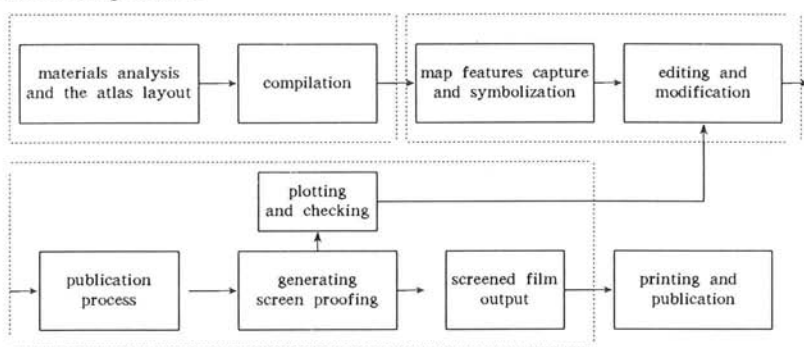 materials analysis
and the atlas layout
compilation
map features capture
and symbolization
editing and
modification
plotting
and checking
publication
process
generating
screen proofing
screened film
output
printing and
publication